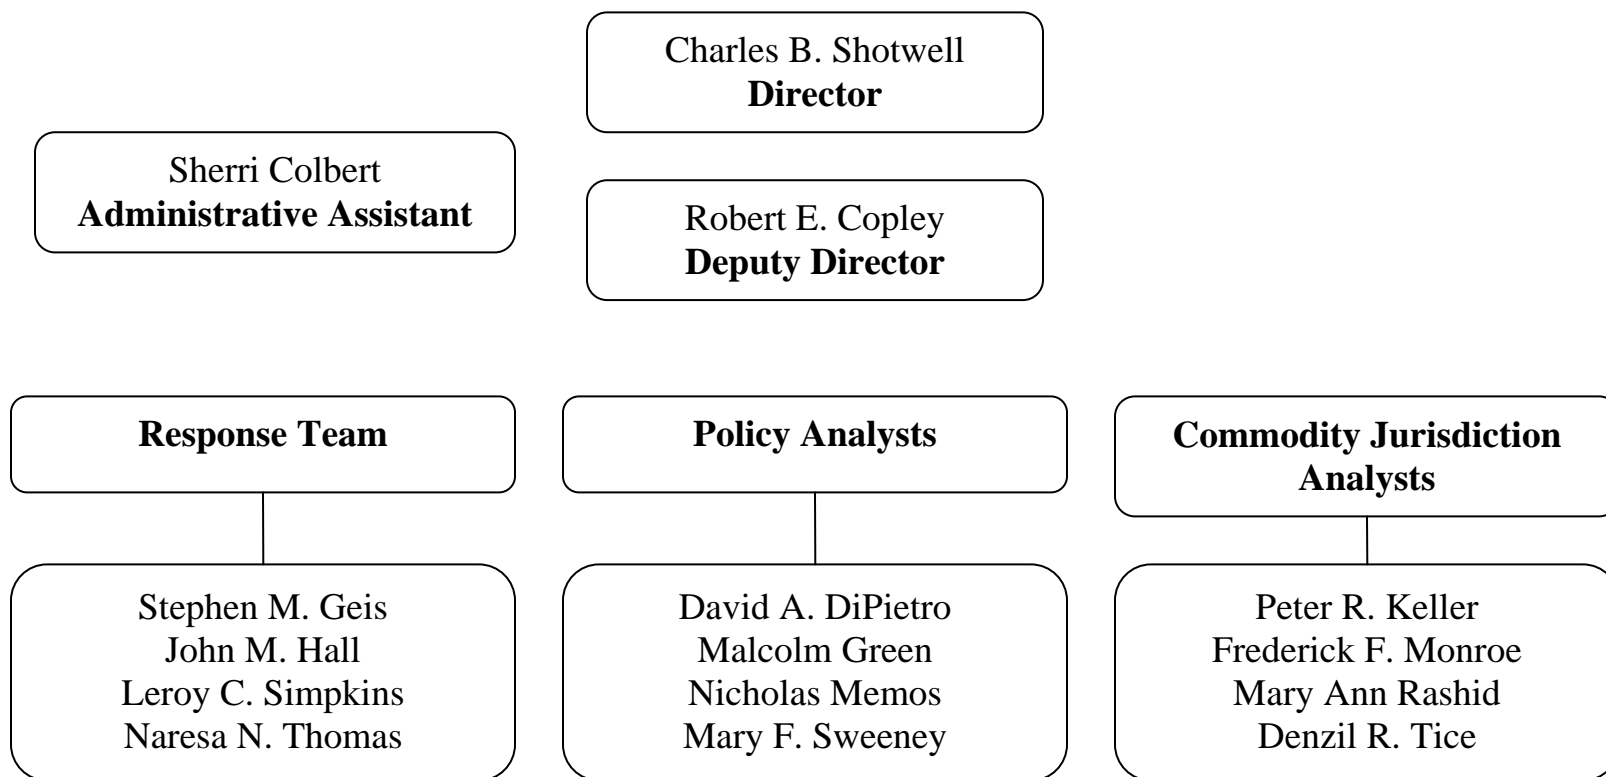 Charles B. Shotwell
Director
Sherri Colbert
Administrative Assistant
Robert E. Copley
Deputy Director
Response Team
Policy Analysts
Commodity Jurisdiction
Analysts
Stephen M. Geis
John M. Hall
Leroy C. Simpkins
Naresa N. Thomas
David A. DiPietro
Malcolm Green
Nicholas Memos
Mary F. Sweeney
Peter R. Keller
Frederick F. Monroe
Mary Ann Rashid
Denzil R. Tice